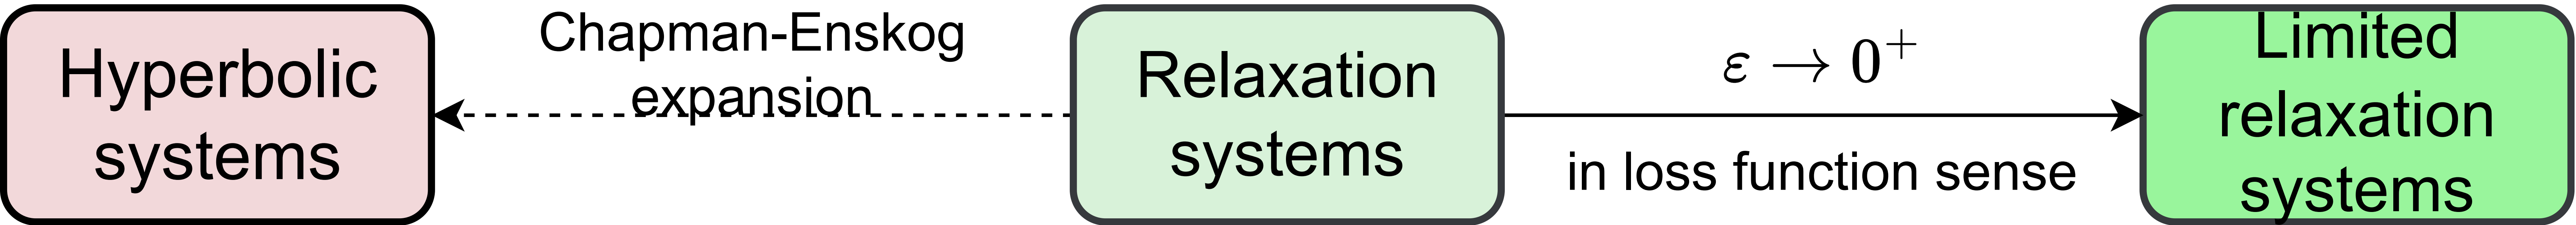 Hyperbolic
systems
Chapman-Enskog
expansion
Relaxation
systems
ε → 0⁺
in loss function sense
Limited
relaxation
systems